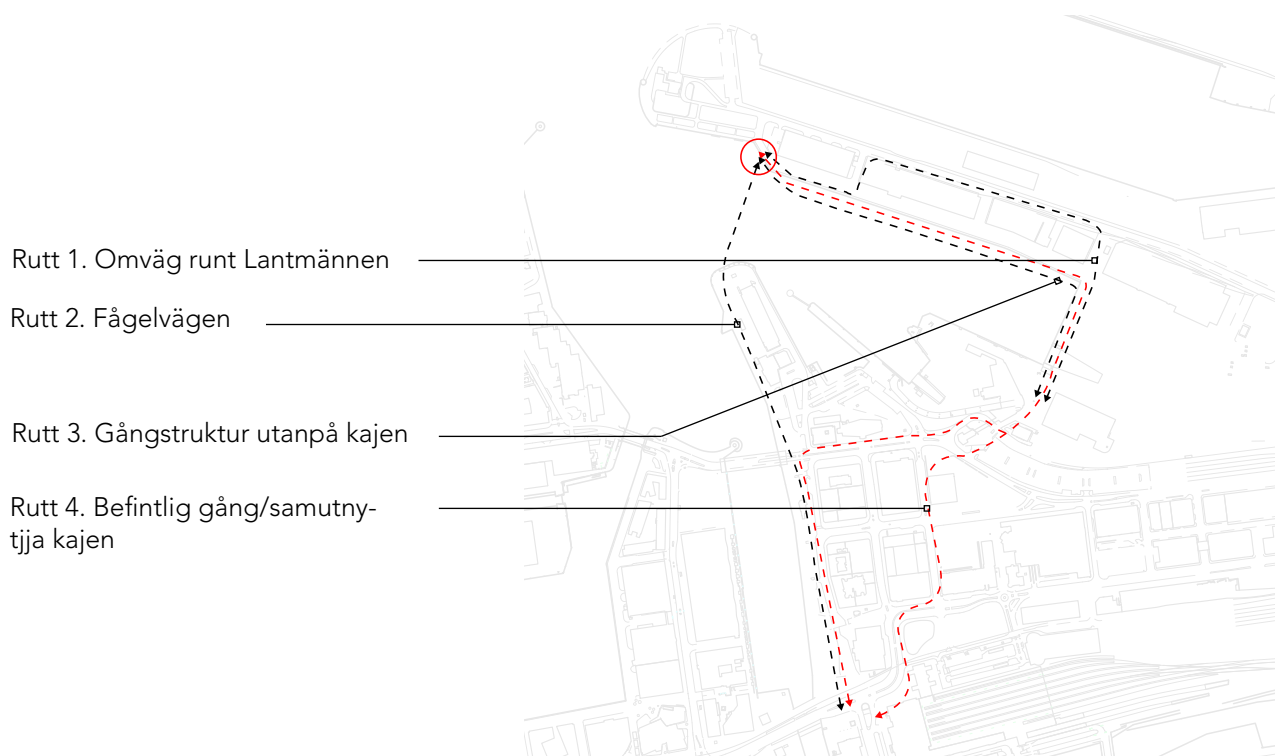 Rutt 1. Omväg runt Lantmännen
Rutt 2. Fågelvägen
Rutt 3. Gångstruktur utanpå kajen
Rutt 4. Befintlig gång/samutny-
tjja kajen